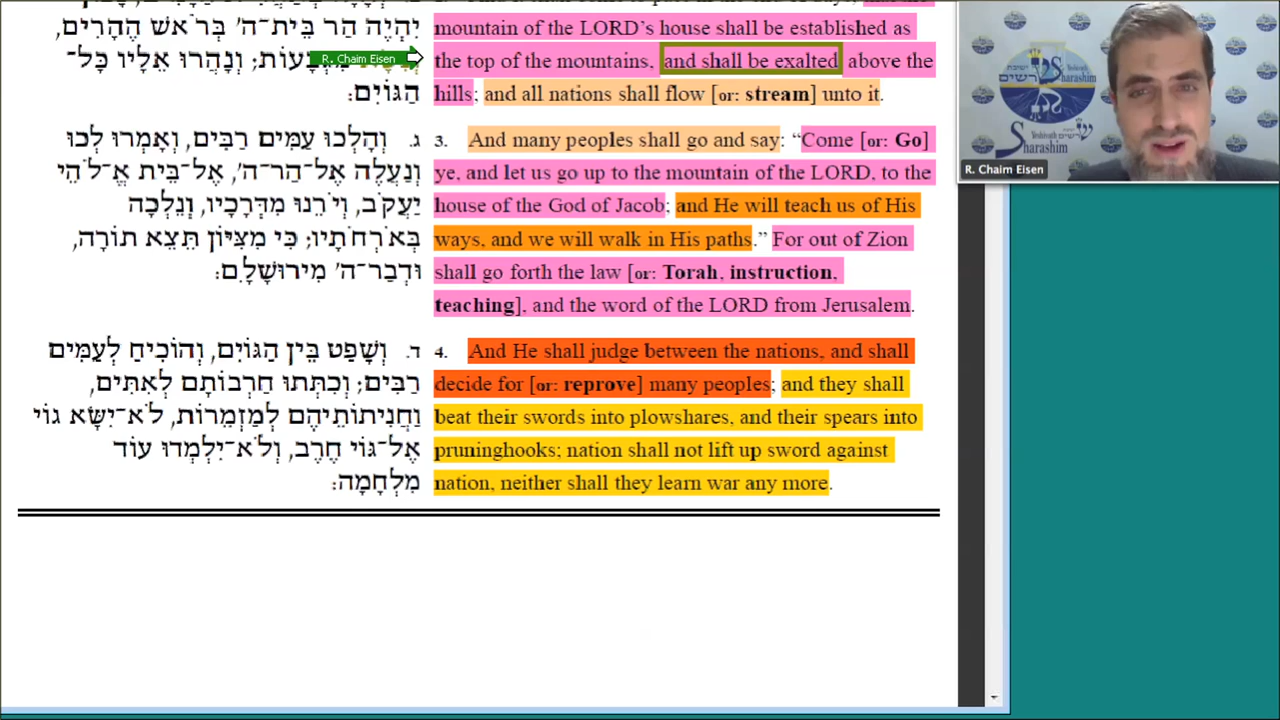 יִהְיֶה הַר בֵּית־ה' בְּרֹאשׁ הֶהָרִים,
גְּבָעוֹת; וְנָהֲרוּ אֵלָיו כָּל־
הַגּוֹיִם:
ג. וְהָלְכוּ עַמִּים רַבִּים, וְאָמְרוּ לְכוּ
וְנַעֲלֶה אֶל־הַר־ה', אֶל־בֵּית אֱ־לֹהֵי
יַעֲקֹב, וְיֹרֵנוּ מִדְּרָכָיו, וְנֵלְכָה
בְּאֹרְחֹתָיו; כִּי מִצִּיּוֹן תֵּצֵא תוֹרָה,
וּדְבַר־ה' מִירוּשָׁלִָם:
ד. וְשָׁפַט בֵּין הַגּוֹיִם, וְהוֹכִיחַ לְעַמִּים
רַבִּים; וְכִתְּתוּ חַרְבוֹתָם לְאִתִּים,
וַחֲנִיתוֹתֵיהֶם לְמַזְמֵרוֹת, לֹא־יִשָּׂא גוֹי
אֶל־גּוֹי חֶרֶב, וְלֹא־יִלְמְדוּ עוֹד
מִלְחָמָה:
mountain of the LORD's house shall be established as
the top of the mountains, and shall be exalted above the
hills; and all nations shall flow [or: stream] unto it.
3. And many peoples shall go and say: “Come [or: Go]
ye, and let us go up to the mountain of the LORD, to the
house of the God of Jacob; and He will teach us of His
ways, and we will walk in His paths.” For out of Zion
shall go forth the law [or: Torah, instruction,
teaching], and the word of the LORD from Jerusalem.
4. And He shall judge between the nations, and shall
decide for [or: reprove] many peoples; and they shall
beat their swords into plowshares, and their spears into
pruninghooks; nation shall not lift up sword against
nation, neither shall they learn war any more.
R. Chaim Eisen
ישיבת
שרשים
Yeshivath
Sharashim
Yeshivath שרשים
Sharashim
R. Chaim Eisen